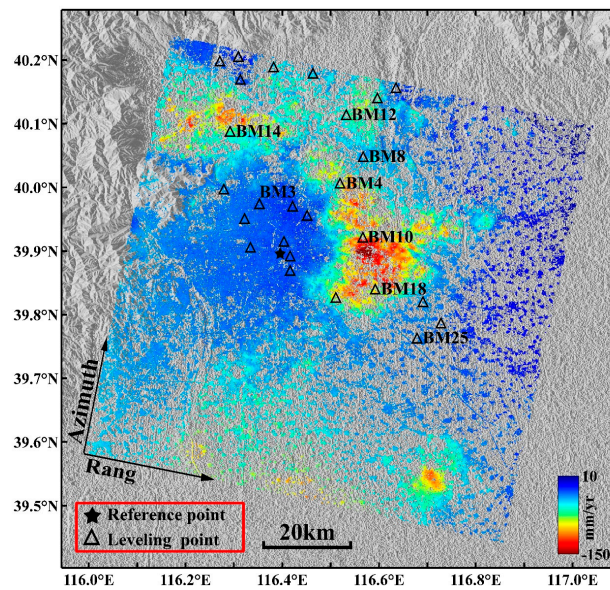 40.2°N
40.1°N
40.0°N
39.9°N
39.8°N
39.7°N
39.6°N
39.5°N
BM12
BM14
BM8
BM4
BM3
BM10
BM18
BM25
Azimuth
Rang
Reference point
Leveling point
20km
10
mm/yr
-150
116.0°E
116.2°E
116.4°E
116.6°E
116.8°E
117.0°E